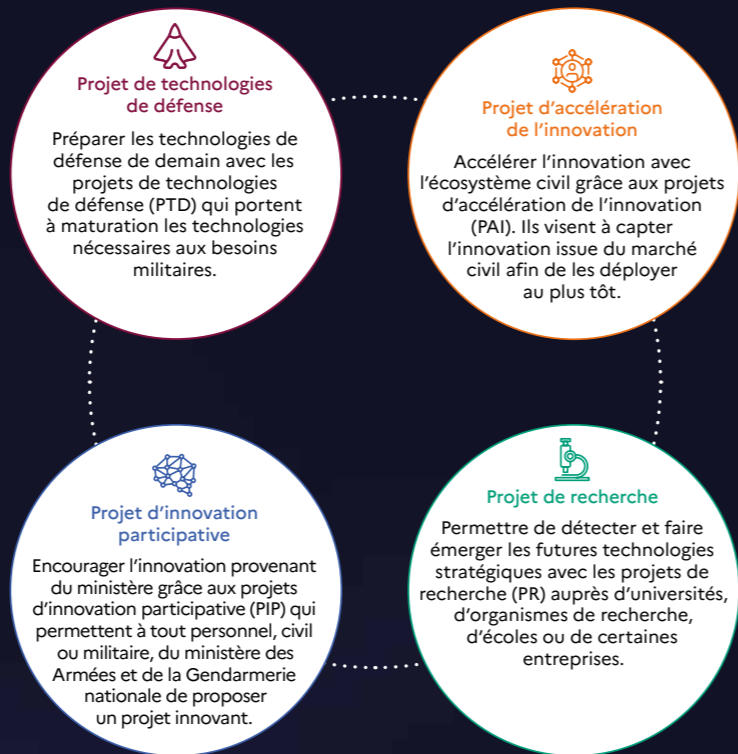 Projet de technologies
de défense
Préparer les technologies de
défense de demain avec les
projets de technologies
de défense (PTD) qui portent
à maturation les technologies
nécessaires aux besoins
militaires.
Projet d'accélération
de l'innovation
Accélérer l'innovation avec
l'écosystème civil grâce aux projets
d'accélération de l'innovation
(PAI). Ils visent à capter
l'innovation issue du marché
civil afin de les déployer
au plus tôt.
Projet d'innovation
participative
Encourager l'innovation provenant
du ministère grâce aux projets
d'innovation participative (PIP) qui
permettent à tout personnel, civil
ou militaire, du ministère des
Armées et de la Gendarmerie
nationale de proposer
un projet innovant.
Projet de recherche
Permettre de détecter et faire
émerger les futures technologies
stratégiques avec les projets de
recherche (PR) auprès d'universités,
d'organismes de recherche,
d'écoles ou de certaines
entreprises.